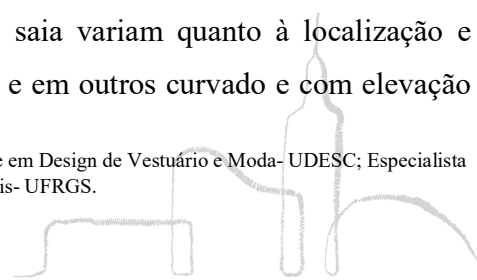 saia variam quanto à localização e
e em outros curvado e com elevação
e em Design de Vestuário e Moda- UDESC; Especialista
is- UFRGS.